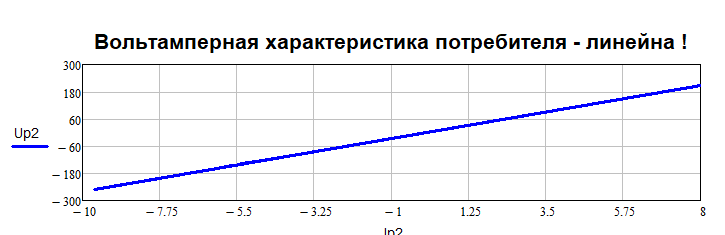 Вольтамперная характеристика потребителя - линейна !
300
180
60
Up2
− 60
− 180
− 300
− 10 − 7.75 − 5.5 − 3.25 − 1 1.25 3.5 5.75 8
Ip2